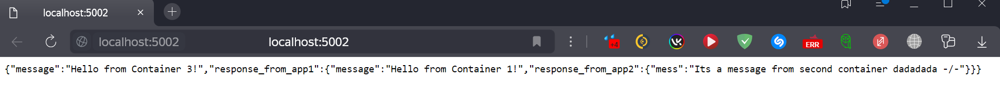 localhost:5002
localhost:5002 localhost:5002
+4
ERR
{"message":"Hello from Container 3!","response_from_app1":{"message":"Hello from Container 1!","response_from_app2":{"mess":"Its a message from second container dadadada -/-"}}}